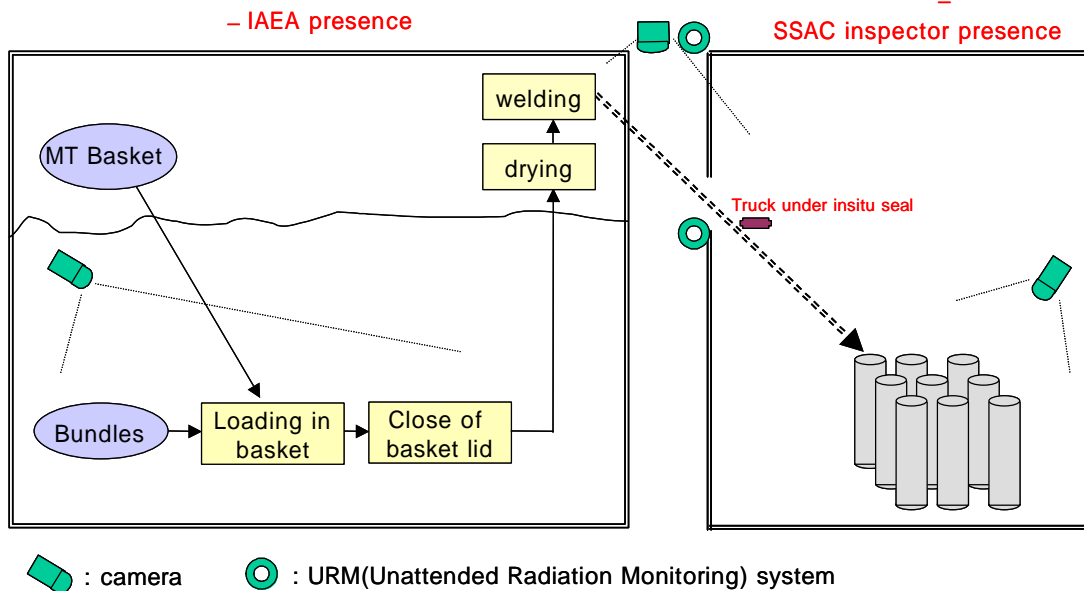 – IAEA presence
–
SSAC inspector presence
welding
MT Basket
drying
Truck under insitu seal
Loading in
basket
Close of
basket lid
Bundles
: camera
: URM(Unattended Radiation Monitoring) system